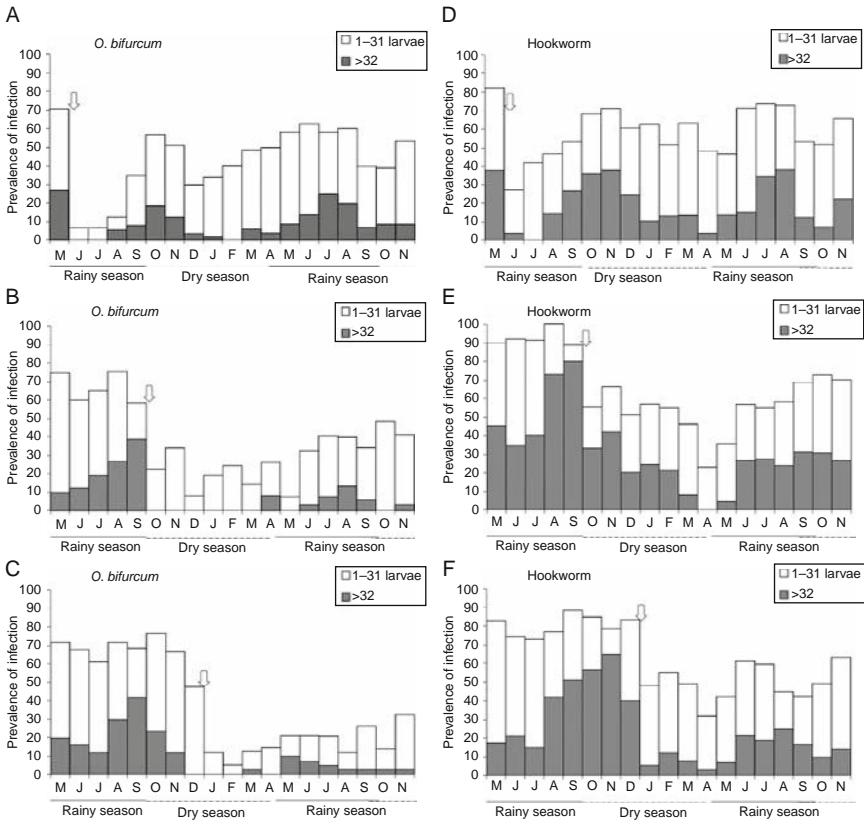 A
O. bifurcum
1–31 larvae
>32
Prevalence of infection
100
90
80
70
60
50
40
30
20
10
0
M J J A S O N D J F M A M J J A S O N
Rainy season Dry season Rainy season
B
O. bifurcum
1–31 larvae
>32
Prevalence of infection
100
90
80
70
60
50
40
30
20
10
0
M J J A S O N D J F M A M J J A S O N
Rainy season Dry season Rainy season
C
O. bifurcum
1–31 larvae
>32
Prevalence of infection
100
90
80
70
60
50
40
30
20
10
0
M J J A S O N D J F M A M J J A S O N
Rainy season Dry season Rainy season
D
Hookworm
1–31 larvae
>32
Prevalence of infection
100
90
80
70
60
50
40
30
20
10
0
M J J A S O N D J F M A M J J A S O N
Rainy season Dry season Rainy season
E
Hookworm
1–31 larvae
>32
Prevalence of infection
100
90
80
70
60
50
40
30
20
10
0
M J J A S O N D J F M A M J J A S O N
Rainy season Dry season Rainy season
F
Hookworm
1–31 larvae
>32
Prevalence of infection
100
90
80
70
60
50
40
30
20
10
0
M J J A S O N D J F M A M J J A S O N
Rainy season Dry season Rainy season